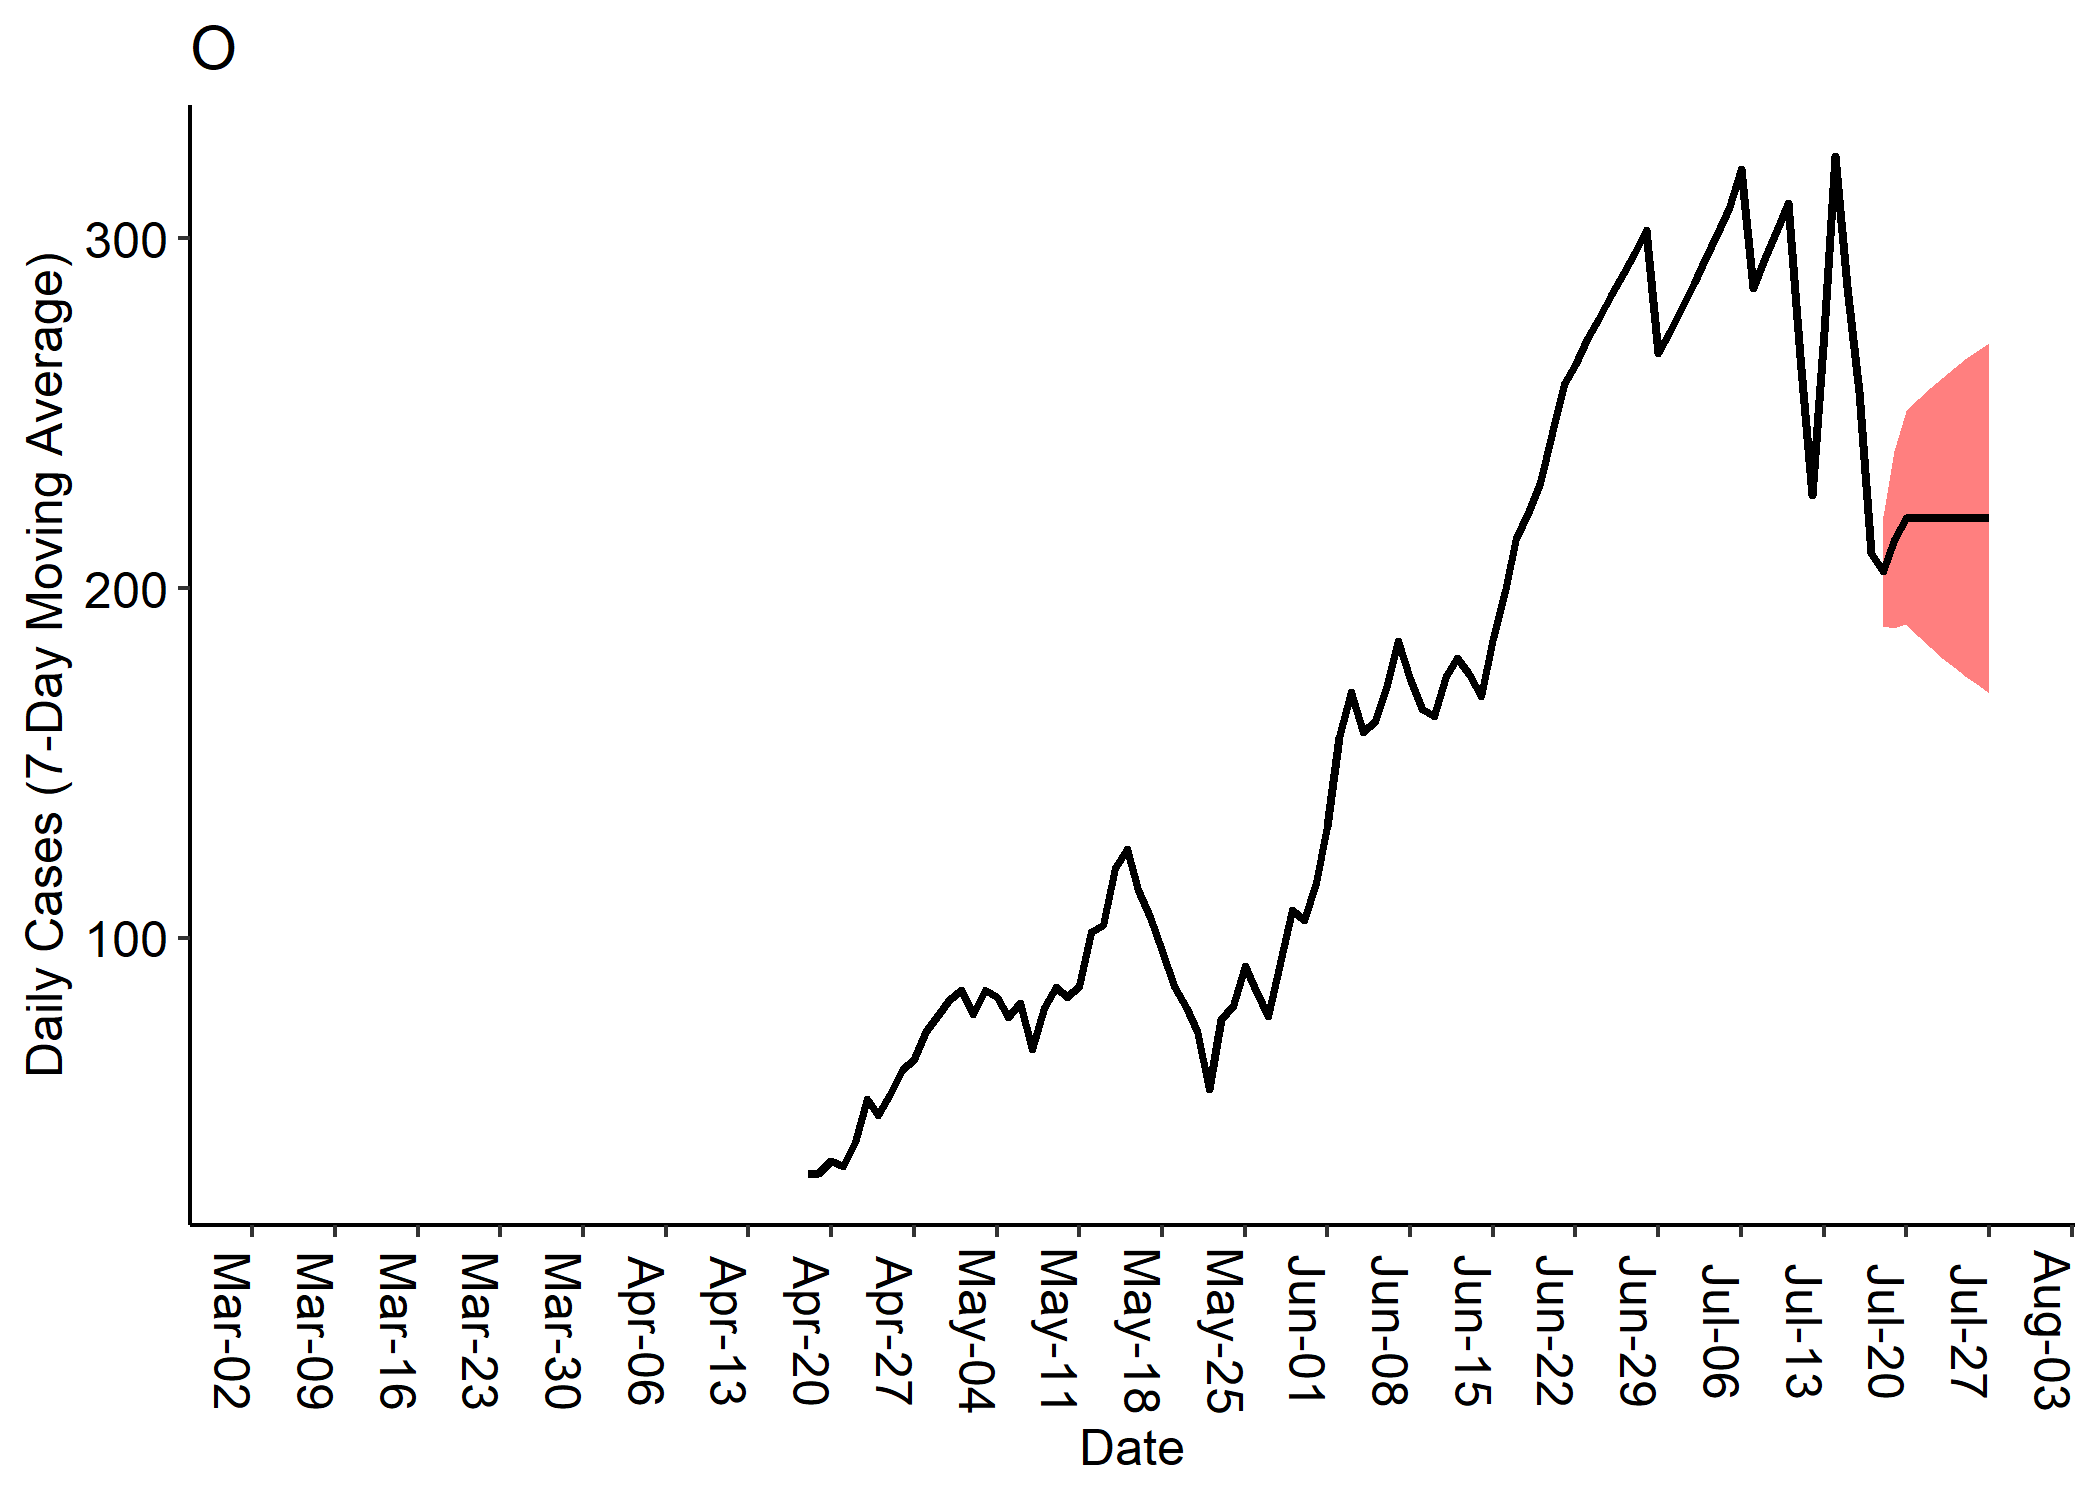 O
Daily Cases (7-Day Moving Average)
300
200
100
Mar-02
Mar-09
Mar-16
Mar-23
Mar-30
Apr-06
Apr-13
Apr-20
Apr-27
May-04
May-11
May-18
May-25
Jun-01
Jun-08
Jun-15
Jun-22
Jun-29
Jul-06
Jul-13
Jul-20
Jul-27
Aug-03
Date